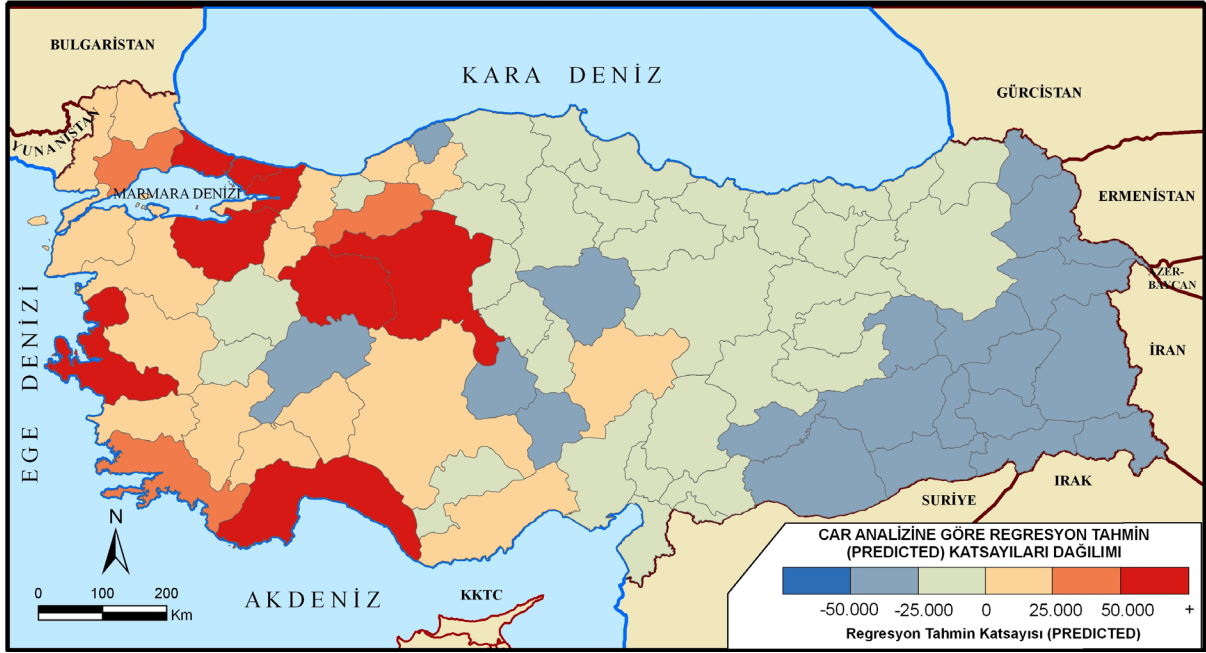 BULGARİSTAN
KARA DENİZ
GÜRCİSTAN
YUNANİSTAN
MARMARA DENİZİ
ERMENİSTAN
AZER-
BAYCAN
İRAN
EGE DENİZİ
IRAK
SURİYE
N
0 100 200
Km
AKDENİZ
KKTC
CAR ANALİZİNE GÖRE REGRESYON TAHMİN
(PREDICTED) KATSAYILARI DAĞILIMI
-50.000 -25.000 0 25.000 50.000 +
Regresyon Tahmin Katsayısı (PREDICTED)